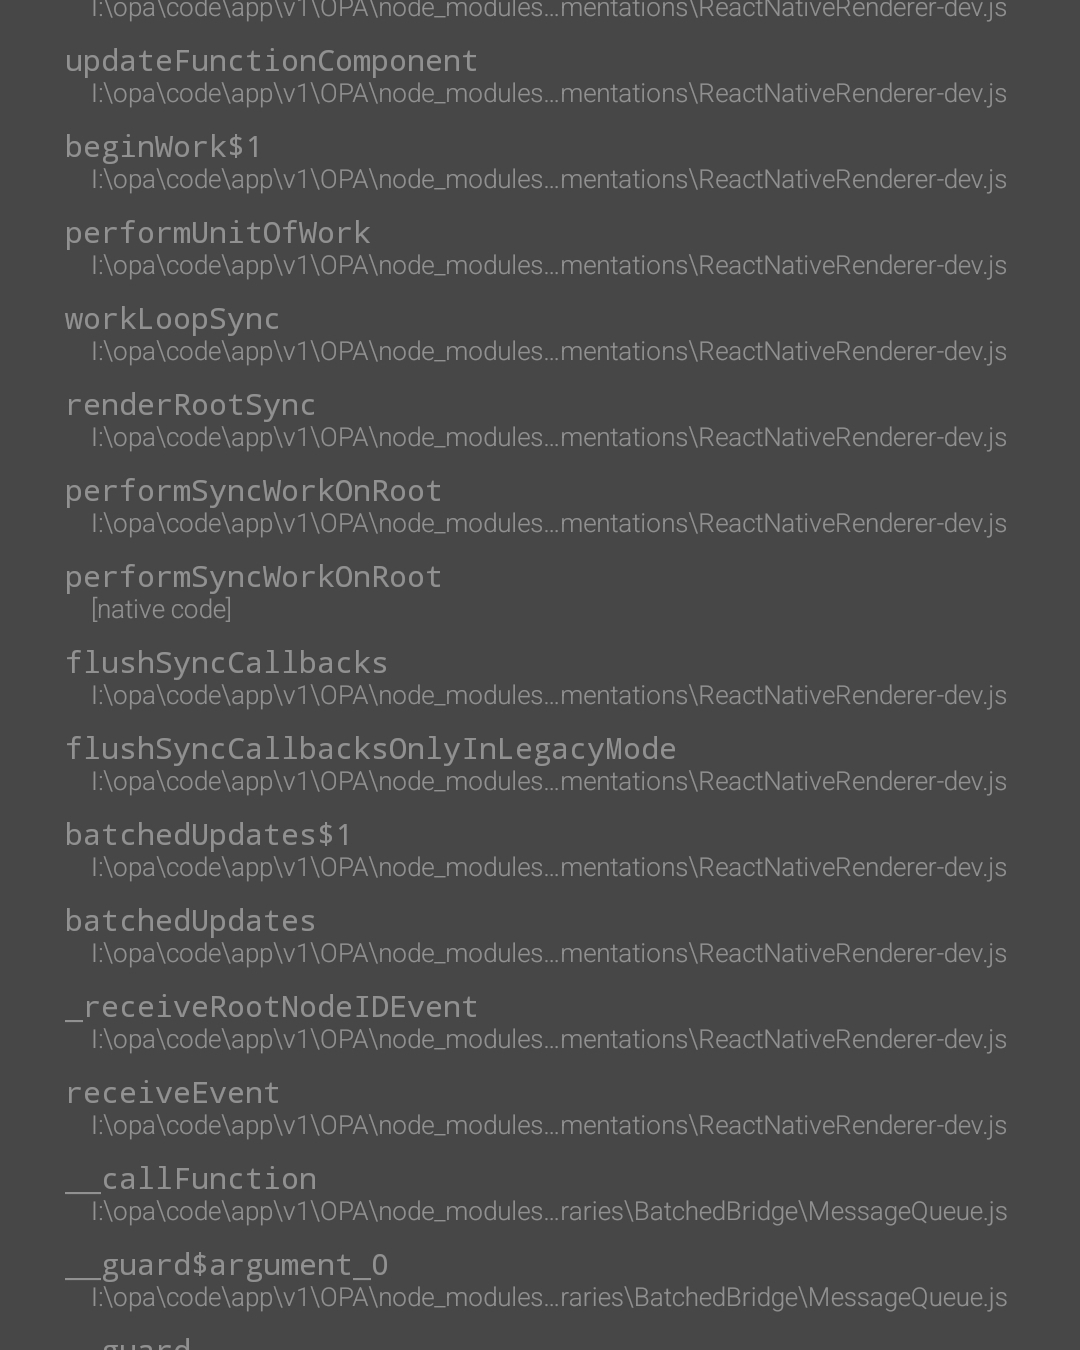 I:\opa\code\app\v1\OPA\node_modules...mentations\ReactNativeRenderer-dev.js
updateFunctionComponent
I:\opa\code\app\v1\OPA\node_modules...mentations\ReactNativeRenderer-dev.js
beginWork$1
I:\opa\code\app\v1\OPA\node_modules...mentations\ReactNativeRenderer-dev.js
performUnitOfWork
I:\opa\code\app\v1\OPA\node_modules...mentations\ReactNativeRenderer-dev.js
workLoopSync
I:\opa\code\app\v1\OPA\node_modules...mentations\ReactNativeRenderer-dev.js
renderRootSync
I:\opa\code\app\v1\OPA\node_modules...mentations\ReactNativeRenderer-dev.js
performSyncWorkOnRoot
I:\opa\code\app\v1\OPA\node_modules...mentations\ReactNativeRenderer-dev.js
performSyncWorkOnRoot
[native code]
flushSyncCallbacks
I:\opa\code\app\v1\OPA\node_modules...mentations\ReactNativeRenderer-dev.js
flushSyncCallbacksOnlyInLegacyMode
I:\opa\code\app\v1\OPA\node_modules...mentations\ReactNativeRenderer-dev.js
batchedUpdates$1
I:\opa\code\app\v1\OPA\node_modules...mentations\ReactNativeRenderer-dev.js
batchedUpdates
I:\opa\code\app\v1\OPA\node_modules...mentations\ReactNativeRenderer-dev.js
_receiveRootNodeIDEvent
I:\opa\code\app\v1\OPA\node_modules...mentations\ReactNativeRenderer-dev.js
receiveEvent
I:\opa\code\app\v1\OPA\node_modules...mentations\ReactNativeRenderer-dev.js
__callFunction
I:\opa\code\app\v1\OPA\node_modules...raries\BatchedBridge\MessageQueue.js
__guard$argument_0
I:\opa\code\app\v1\OPA\node_modules...raries\BatchedBridge\MessageQueue.js
__guard